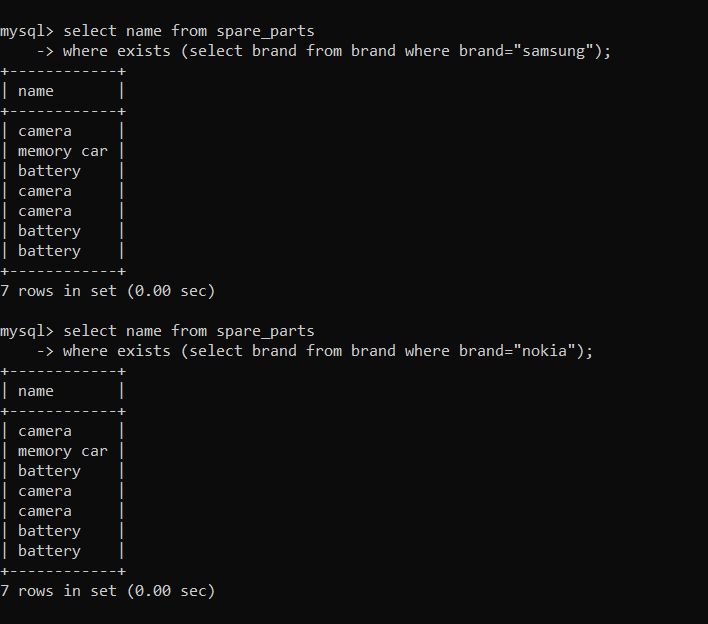 mysql> select name from spare_parts
    -> where exists (select brand from brand where brand="samsung");
+------------+
| name       |
+------------+
| camera     |
| memory car |
| battery    |
| camera     |
| camera     |
| battery    |
| battery    |
+------------+
7 rows in set (0.00 sec)

mysql> select name from spare_parts
    -> where exists (select brand from brand where brand="nokia");
+------------+
| name       |
+------------+
| camera     |
| memory car |
| battery    |
| camera     |
| camera     |
| battery    |
| battery    |
+------------+
7 rows in set (0.00 sec)